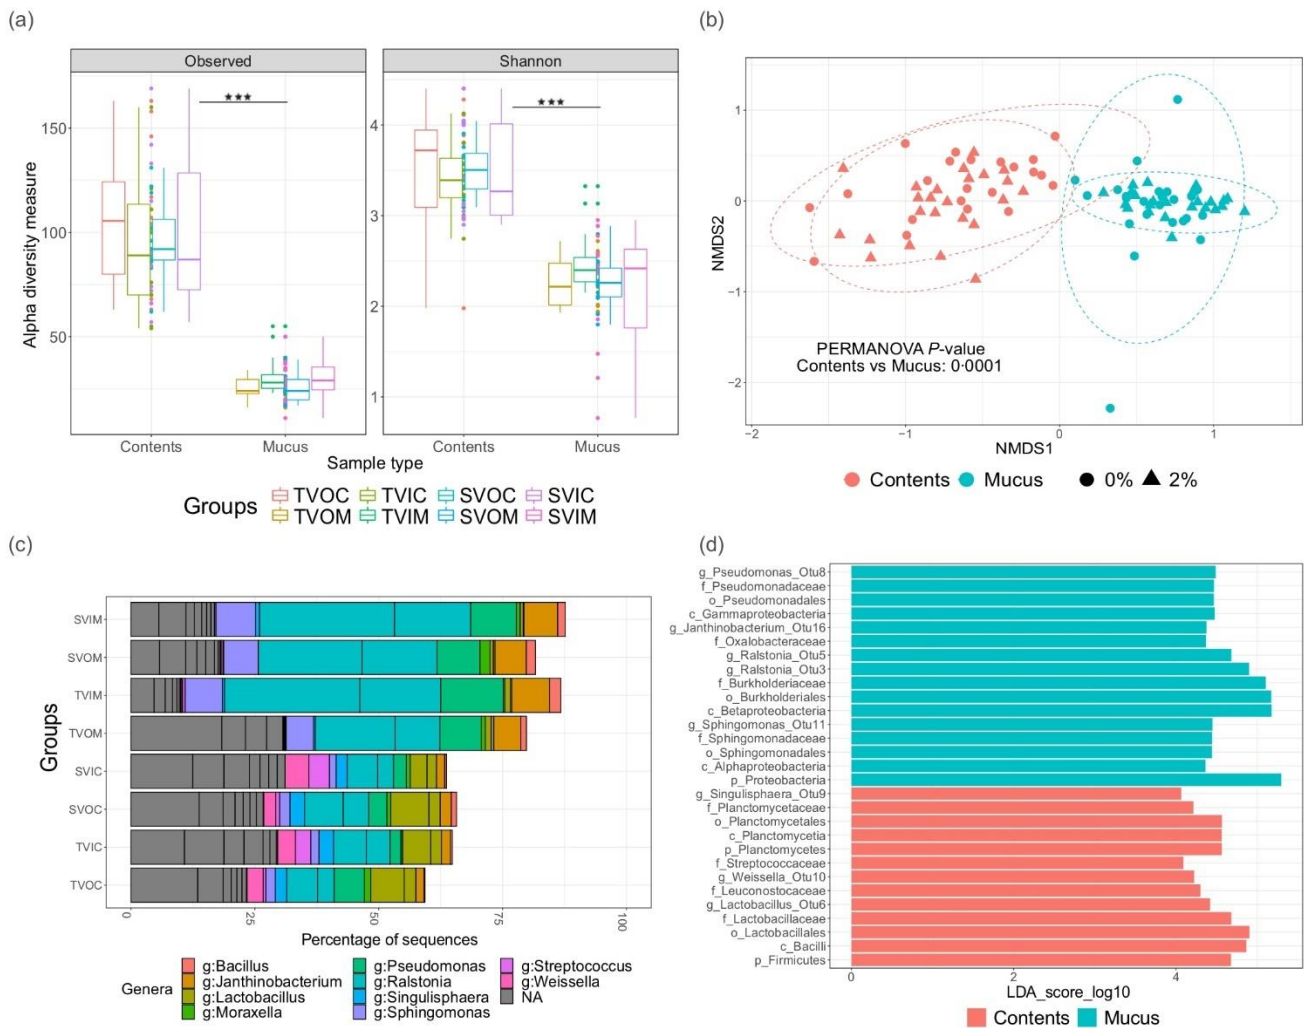 (a)
Observed
Shannon
★★★
★★★
Alpha diversity measure
150
100
50
4
3
2
1
Contents
Mucus
Contents
Mucus
Sample type
Groups
TVOC
TVIC
SVOC
SVIC
TVOM
TVIM
SVOM
SVIM
(b)
NMDS2
1
0
−1
−2
PERMANOVA P-value
Contents vs Mucus: 0·0001
−2
−1
0
1
NMDS1
Contents
Mucus
0%
2%
(c)
Groups
SVIM
SVOM
TVIM
TVOM
SVIC
SVOC
TVIC
TVOC
0
25
50
75
100
Percentage of sequences
Genera
g:Bacillus
g:Janthinobacterium
g:Lactobacillus
g:Moraxella
g:Pseudomonas
g:Ralstonia
g:Singulisphaera
g:Sphingomonas
g:Streptococcus
g:Weissella
NA
(d)
g_Pseudomonas_Otu8
f_Pseudomonadaceae
o_Pseudomonadales
c_Gammaproteobacteria
g_Janthinobacterium_Otu16
f_Oxalobacteraceae
g_Ralstonia_Otu5
g_Ralstonia_Otu3
f_Burkholderiaceae
o_Burkholderiales
c_Betaproteobacteria
g_Sphingomonas_Otu11
f_Sphingomonadaceae
o_Sphingomonadales
c_Alphaproteobacteria
p_Proteobacteria
g_Singulisphaera_Otu9
f_Planctomycetaceae
o_Planctomycetales
c_Planctomycetia
p_Planctomycetes
f_Streptococcaceae
g_Weissella_Otu10
f_Leuconostocaceae
g_Lactobacillus_Otu6
f_Lactobacillaceae
o_Lactobacillales
c_Bacilli
p_Firmicutes
0
2
4
LDA_score_log10
Contents
Mucus